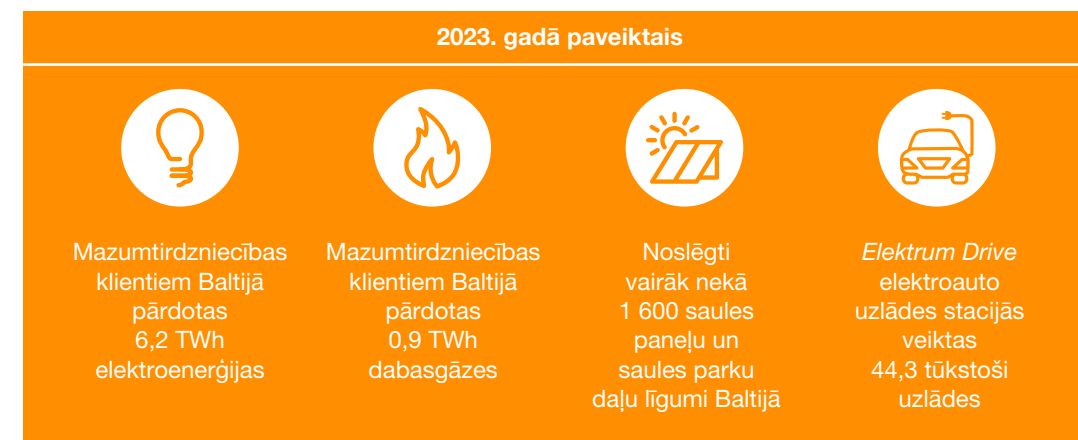 2023. gadā paveiktais
Mazumtirdzniecības
klientiem Baltijā
pārdotas
6,2 TWh
elektroenerģijas
Mazumtirdzniecības
klientiem Baltijā
pārdotas
0,9 TWh
dabasgāzes
Noslēgti
vairāk nekā
1 600 saules
paneļu un
saules parku
daļu līgumi Baltijā
Elektrum Drive
elektroauto
uzlādes stacijās
veiktas
44,3 tūkstoši
uzlādes